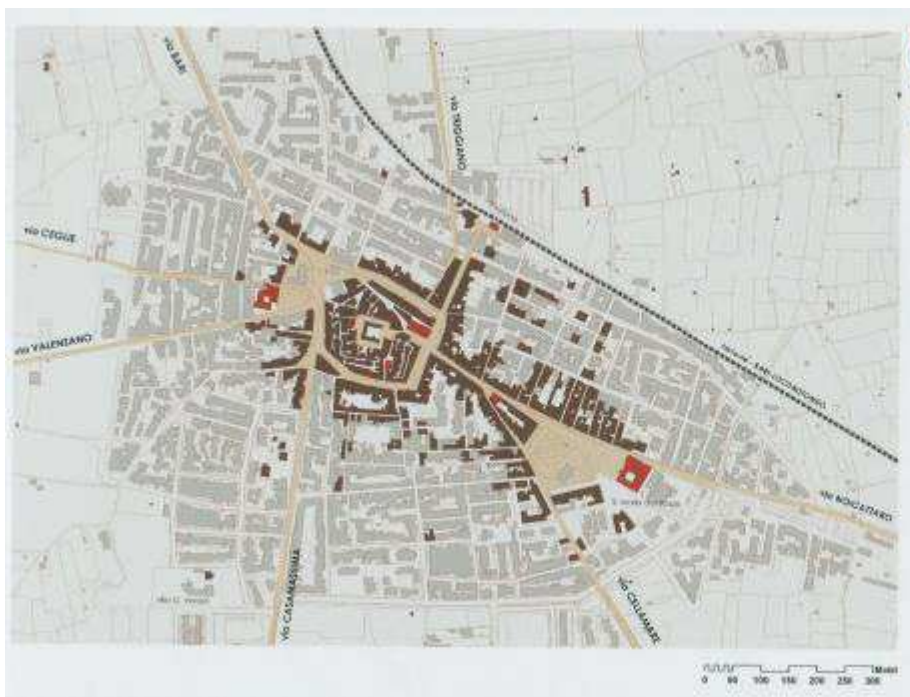 via BARI
via TRIGGIANO
via CEGLIE
via VALENZANO
via NOICATTARO
via CASAMASSIMA
via CELLAMARE
Metri
0 50 100 150 200 250 300